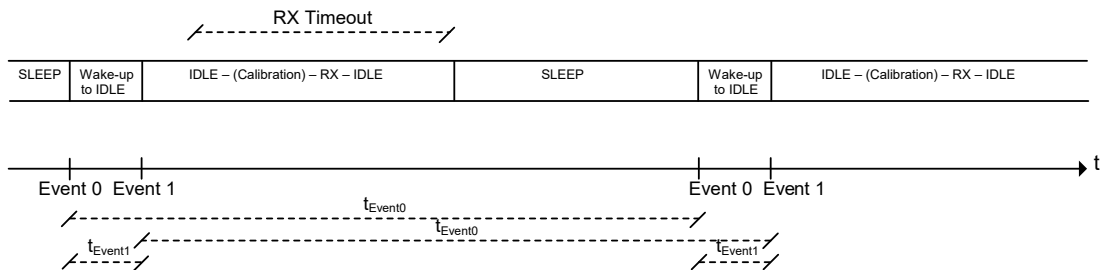 RX Timeout
SLEEP
Wake-up
to IDLE
IDLE – (Calibration) – RX – IDLE
SLEEP
Wake-up
to IDLE
IDLE – (Calibration) – RX – IDLE
t
Event 0 Event 1
Event 0 Event 1
tEvent0
tEvent0
tEvent1
tEvent1